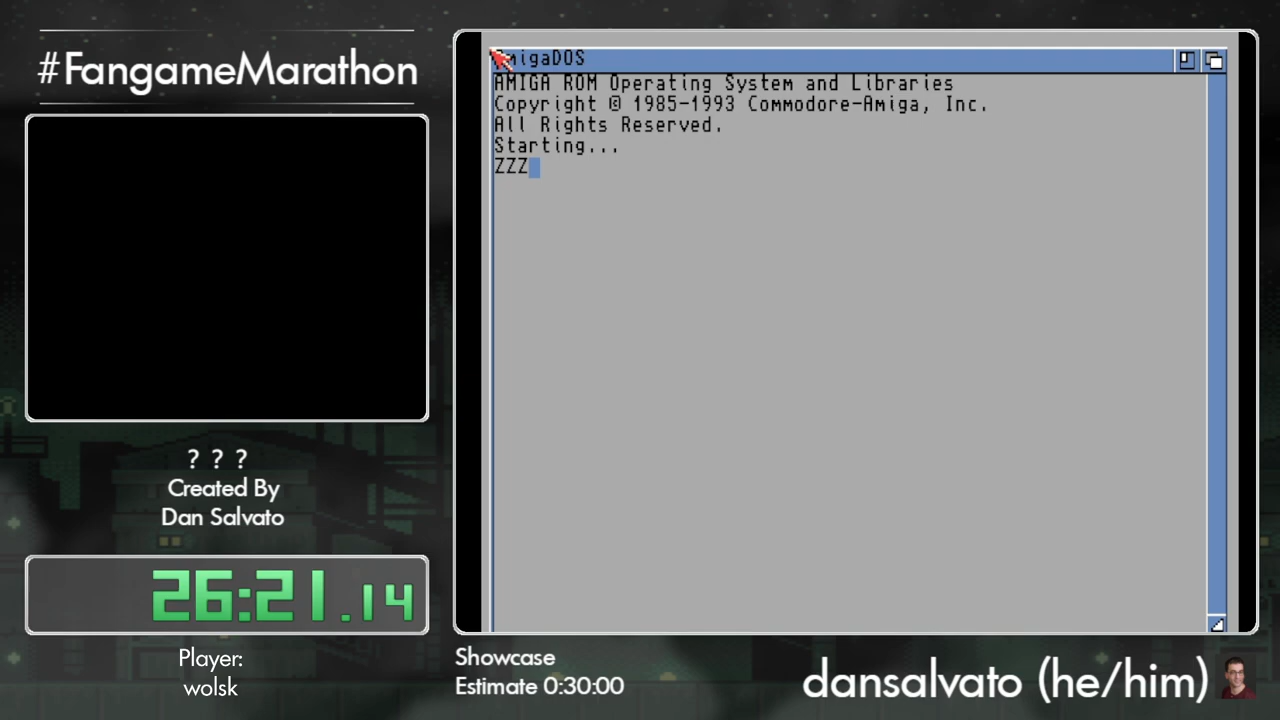 #FangameMarathon
AmigaDOS
AMIGA ROM Operating System and Libraries
Copyright © 1985-1993 Commodore-Amiga, Inc.
All Rights Reserved.
Starting...
ZZZ
? ? ?
Created By
Dan Salvato
26:21.14
Player:
wolsk
Showcase
Estimate 0:30:00
dansalvato (he/him)